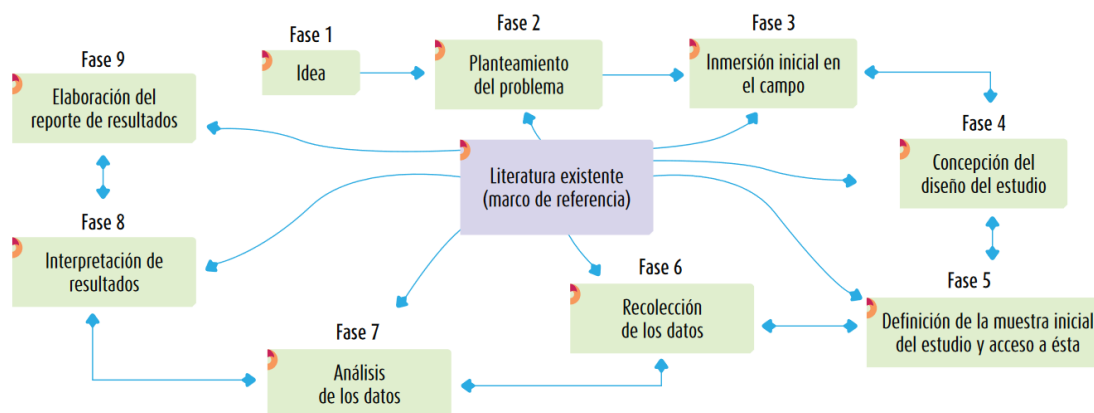 Fase 1
Idea
Fase 2
Planteamiento
del problema
Fase 3
Inmersión inicial en
el campo
Fase 4
Concepción del
diseño del estudio
Fase 5
Definición de la muestra inicial
del estudio y acceso a ésta
Fase 6
Recolección
de los datos
Fase 7
Análisis
de los datos
Fase 8
Interpretación de
resultados
Fase 9
Elaboración del
reporte de resultados
Literatura existente
(marco de referencia)